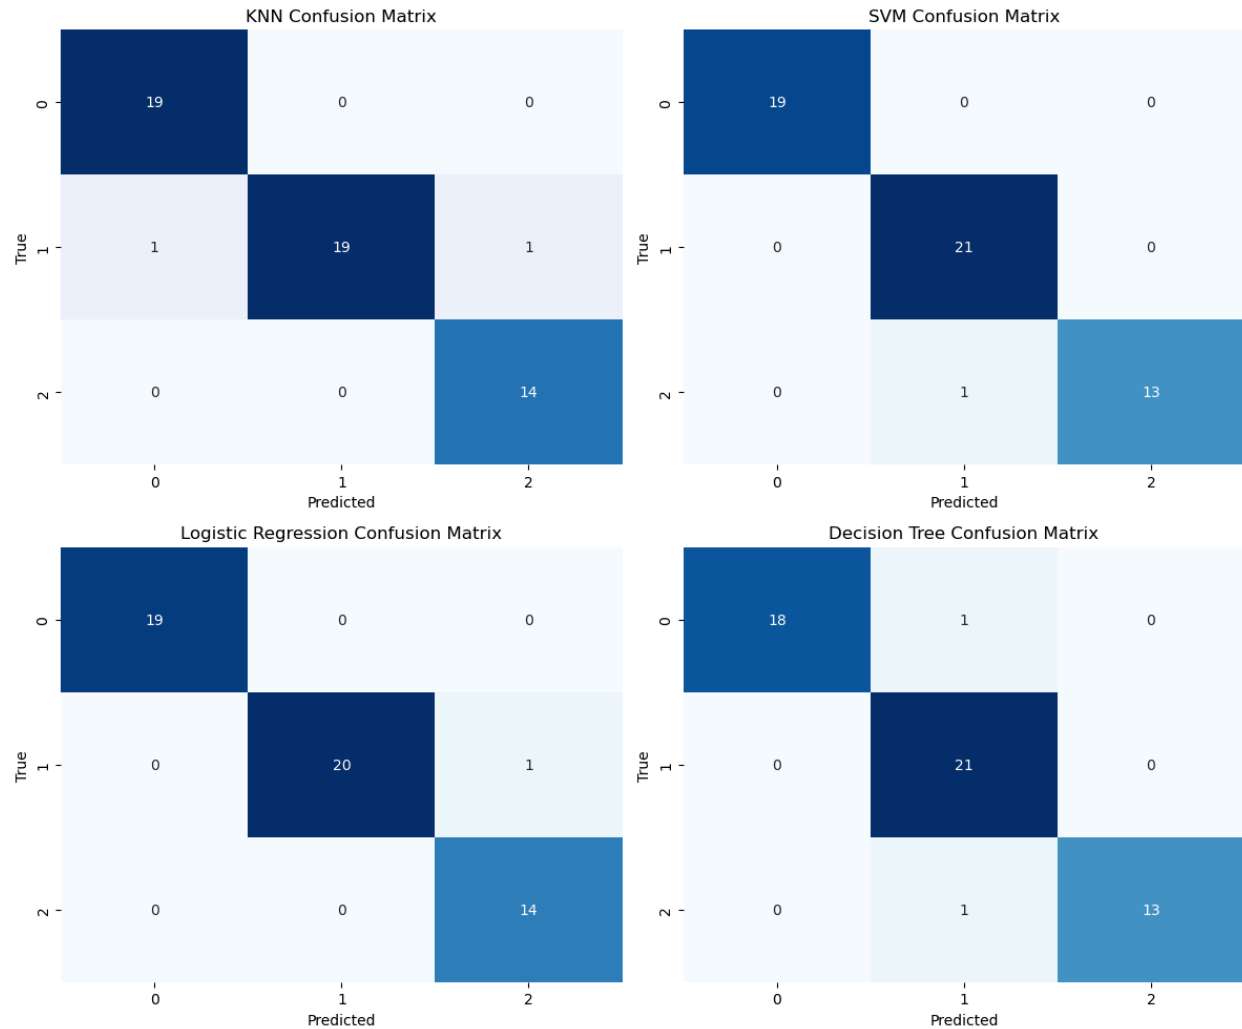 KNN Confusion Matrix
True
0
19 0 0
1
1 19 1
2
0 0 14
0 1 2
Predicted
SVM Confusion Matrix
True
0
19 0 0
1
0 21 0
2
0 1 13
0 1 2
Predicted
Logistic Regression Confusion Matrix
True
0
19 0 0
1
0 20 1
2
0 0 14
0 1 2
Predicted
Decision Tree Confusion Matrix
True
0
18 1 0
1
0 21 0
2
0 1 13
0 1 2
Predicted